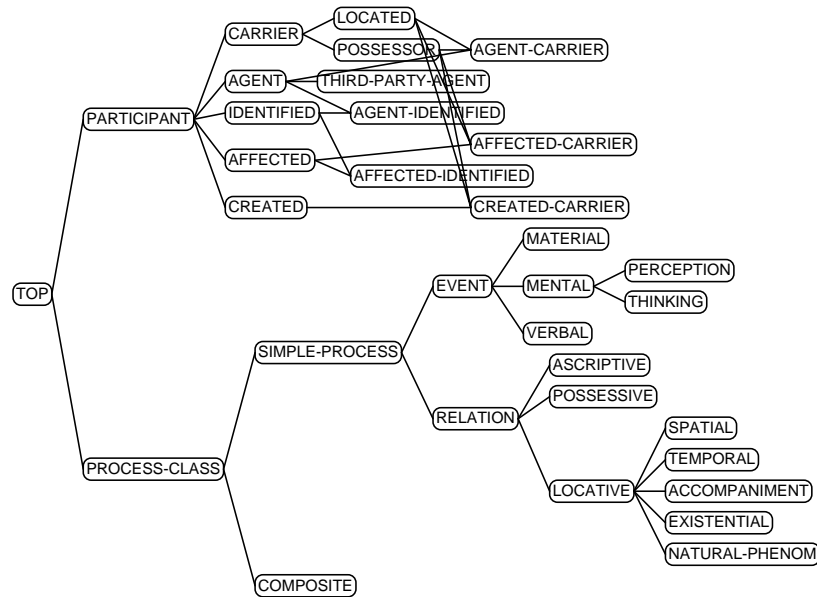 LOCATED
CARRIER
POSSESSOR
AGENT-CARRIER
AGENT
THIRD-PARTY-AGENT
IDENTIFIED
AGENT-IDENTIFIED
PARTICIPANT
AFFECTED-CARRIER
AFFECTED
AFFECTED-IDENTIFIED
CREATED
CREATED-CARRIER
MATERIAL
PERCEPTION
EVENT
MENTAL
TOP
THINKING
VERBAL
SIMPLE-PROCESS
ASCRIPTIVE
POSSESSIVE
RELATION
SPATIAL
TEMPORAL
PROCESS-CLASS
LOCATIVE
ACCOMPANIMENT
EXISTENTIAL
NATURAL-PHENOM
COMPOSITE